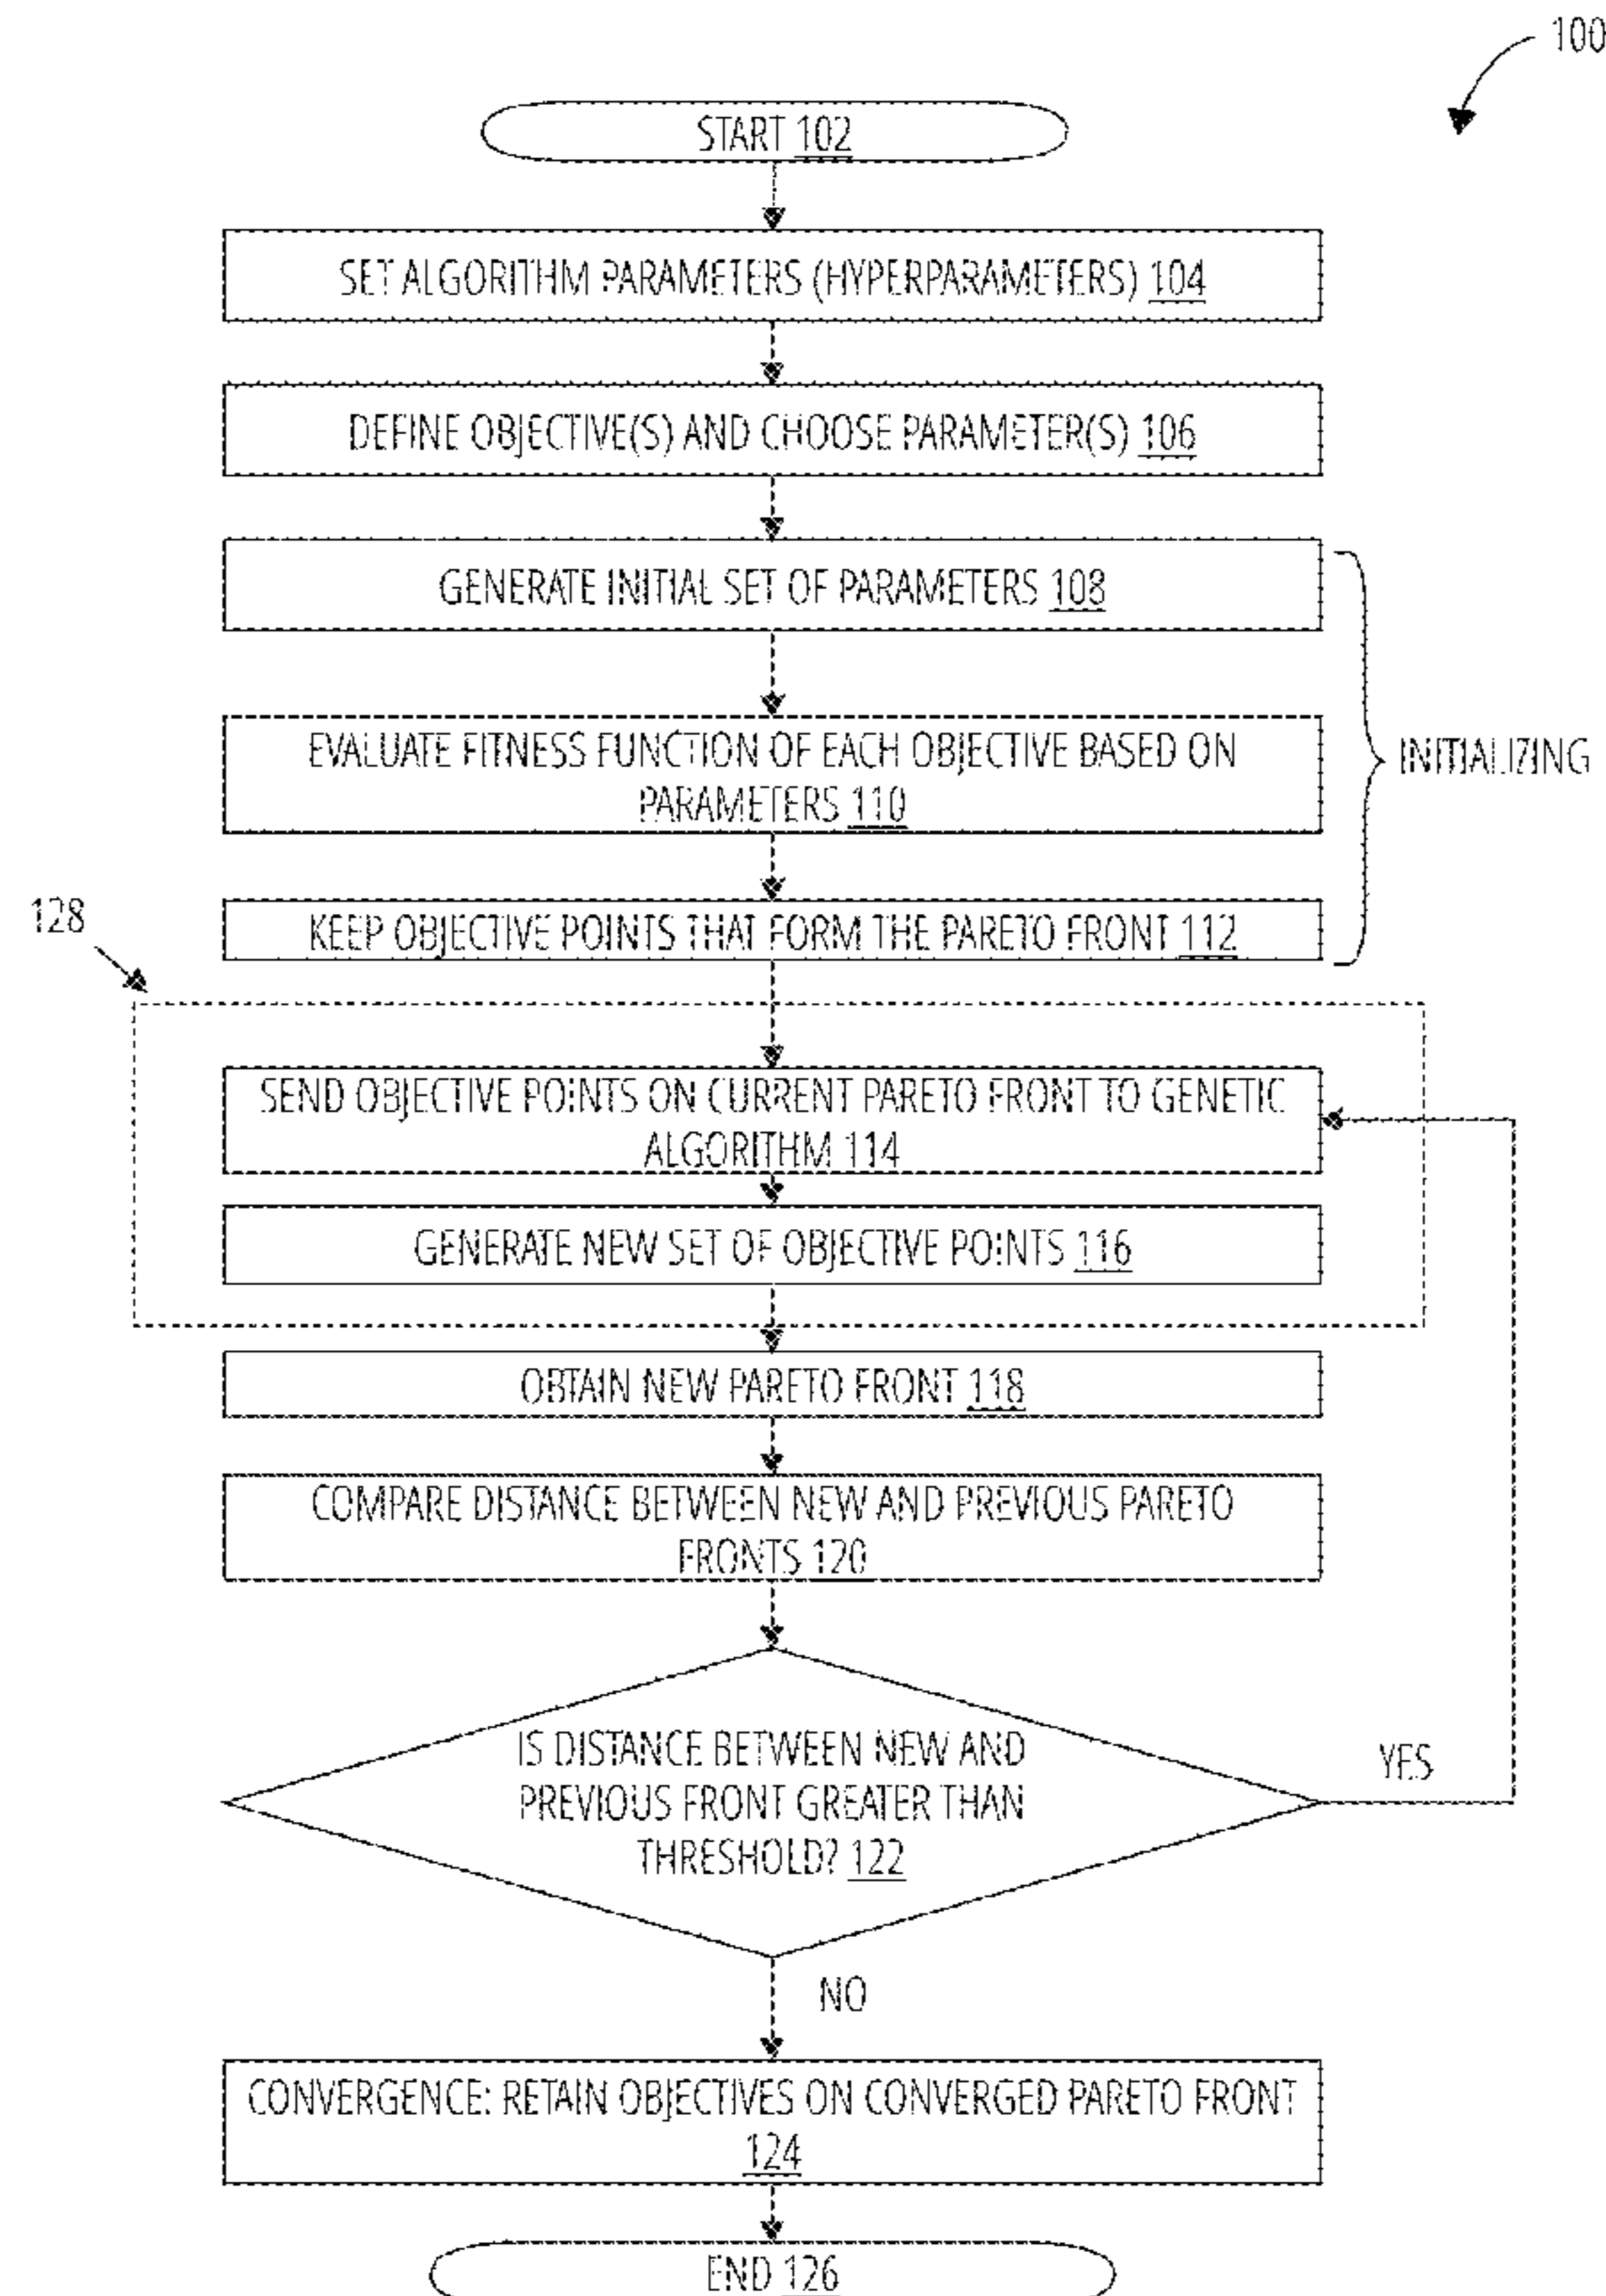 100
START 102
SET ALGORITHM PARAMETERS (HYPERPARAMETERS) 104
DEFINE OBJECTIVE(S) AND CHOOSE PARAMETER(S) 106
GENERATE INITIAL SET OF PARAMETERS 108
EVALUATE FITNESS FUNCTION OF EACH OBJECTIVE BASED ON
PARAMETERS 110
INITIALIZING
KEEP OBJECTIVE POINTS THAT FORM THE PARETO FRONT 112
128
SEND OBJECTIVE POINTS ON CURRENT PARETO FRONT TO GENETIC
ALGORITHM 114
GENERATE NEW SET OF OBJECTIVE POINTS 116
OBTAIN NEW PARETO FRONT 118
COMPARE DISTANCE BETWEEN NEW AND PREVIOUS PARETO
FRONTS 120
IS DISTANCE BETWEEN NEW AND
PREVIOUS FRONT GREATER THAN
THRESHOLD? 122
YES
NO
CONVERGENCE: RETAIN OBJECTIVES ON CONVERGED PARETO FRONT
124
END 126